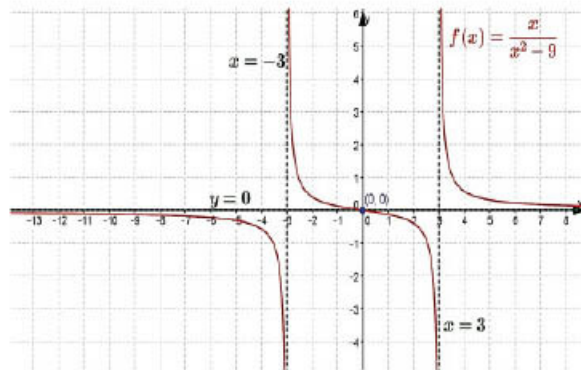 6
y
f(x) = x / (x² − 9)
x = −3
5
4
3
2
1
y = 0
0
(0, 0)
x
-13 -12 -11 -10 -9 -8 -7 -6 -5 -4 -3 -2 -1 0 1 2 3 4 5 6 7 8
-1
-2
-3
x = 3
-4